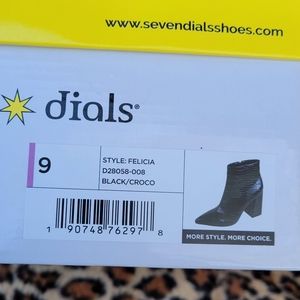 www.sevendialsshoes.com
dials®
9
STYLE: FELICIA
D28058-008
BLACK/CROCO
1 90748 76297 8
MORE STYLE. MORE CHOICE.